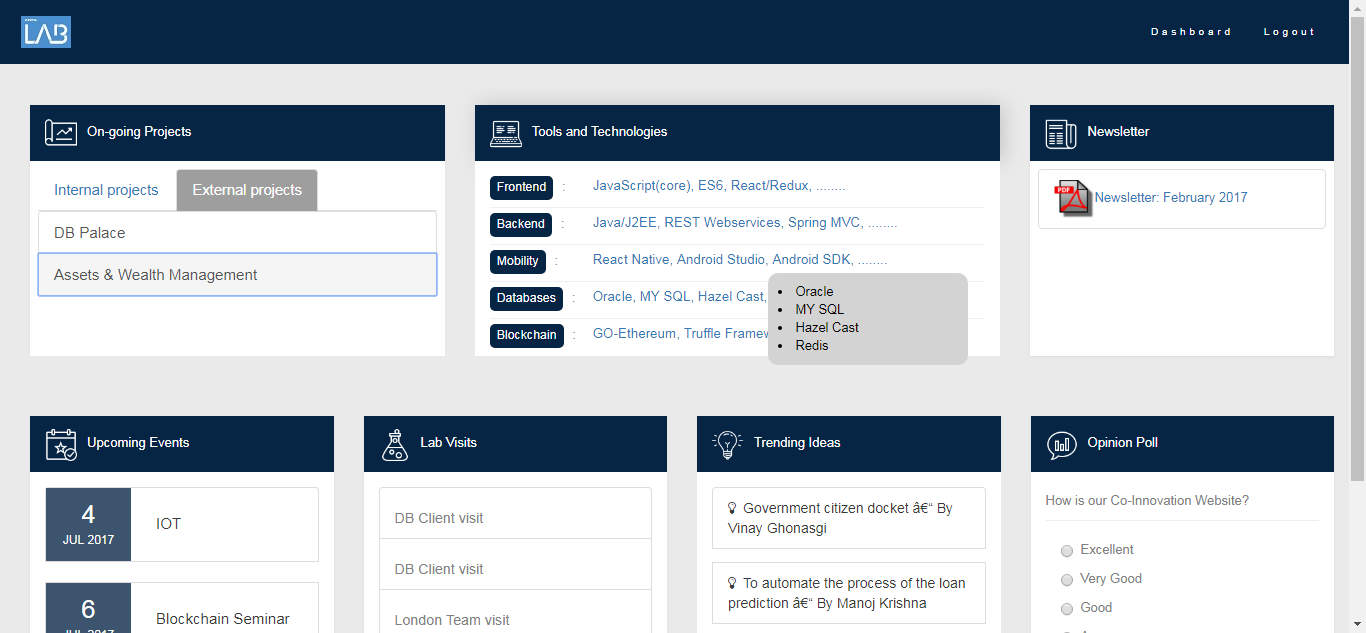 LAB
Dashboard Logout
On-going Projects
Internal projects External projects
DB Palace
Assets & Wealth Management
Tools and Technologies
Frontend : JavaScript(core), ES6, React/Redux, ........
Backend : Java/J2EE, REST Webservices, Spring MVC, ........
Mobility : React Native, Android Studio, Android SDK, ........
Databases : Oracle, MY SQL, Hazel Cast,
Blockchain : GO-Ethereum, Truffle
• Oracle
• MY SQL
• Hazel Cast
• Redis
Newsletter
PDF
Newsletter: February 2017
Upcoming Events
4
JUL 2017
IOT
6
JUL 2017
Blockchain Seminar
Lab Visits
DB Client visit
DB Client visit
London Team visit
Trending Ideas
Government citizen docket â€“ By
Vinay Ghonasgi
To automate the process of the loan
prediction â€“ By Manoj Krishna
Opinion Poll
How is our Co-Innovation Website?
Excellent
Very Good
Good